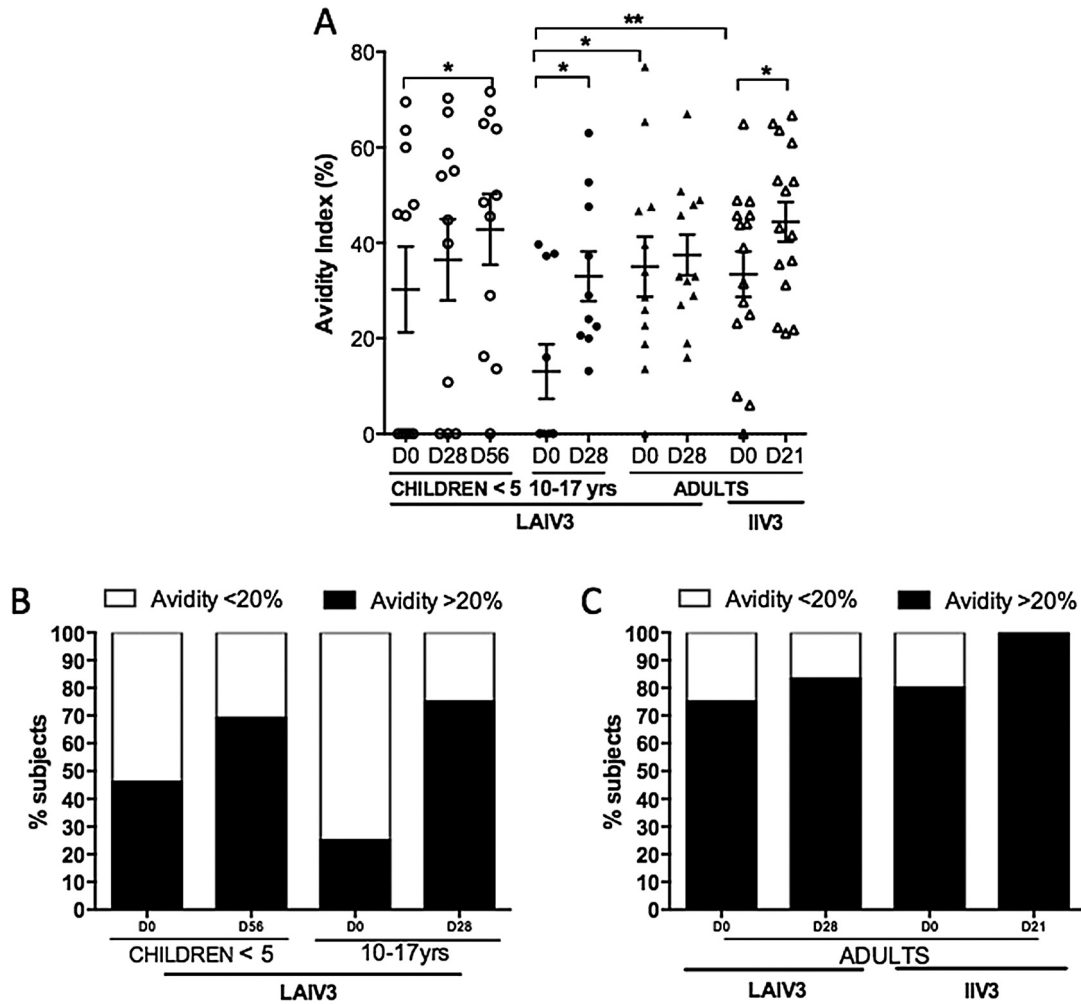 A
**
*
*
*
*
80
60
40
20
0
Avidity Index (%)
D0 D28 D56 D0 D28 D0 D28 D0 D21
CHILDREN < 5 10-17 yrs ADULTS
LAIV3 IIV3
B
Avidity <20% Avidity >20%
100
90
80
70
60
50
40
30
20
10
0
% subjects
D0 D56 D0 D28
CHILDREN < 5 10-17yrs
LAIV3
C
Avidity <20% Avidity >20%
100
90
80
70
60
50
40
30
20
10
0
% subjects
D0 D28 D0 D21
ADULTS
LAIV3 IIV3